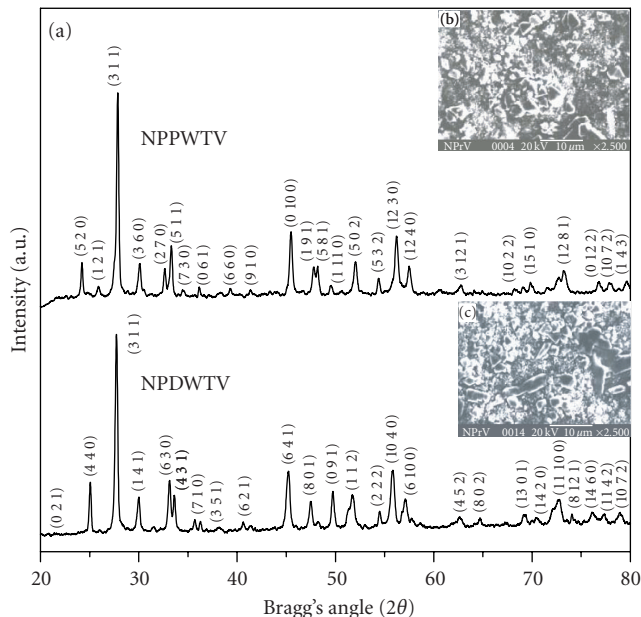 (a)
(b)
NPrV 0004 20 kV 10 μm ×2.500
NPPWTV
(5 2 0)
(1 2 1)
(3 1 1)
(3 6 0)
(2 7 0)
(5 1 1)
(7 3 0)
(0 6 1)
(6 6 0)
(9 1 0)
(0 10 0)
(1 9 1)
(5 8 1)
(1 11 0)
(5 0 2)
(5 3 2)
(12 3 0)
(12 4 0)
(3 12 1)
(10 2 2)
(15 1 0)
(12 8 1)
(0 12 2)
(10 7 2)
(1 4 3)
(c)
NPrV 0014 20 kV 10 μm ×2.500
NPDWTV
(0 2 1)
(4 4 0)
(3 1 1)
(1 4 1)
(6 3 0)
(4 3 1)
(7 1 0)
(3 5 1)
(6 2 1)
(6 4 1)
(8 0 1)
(0 9 1)
(1 1 2)
(2 2 2)
(10 4 0)
(6 10 0)
(4 5 2)
(8 0 2)
(13 0 1)
(14 2 0)
(11 10 0)
(8 12 1)
(14 6 0)
(11 4 2)
(10 7 2)
Intensity (a.u.)
20 30 40 50 60 70 80
Bragg's angle (2θ)